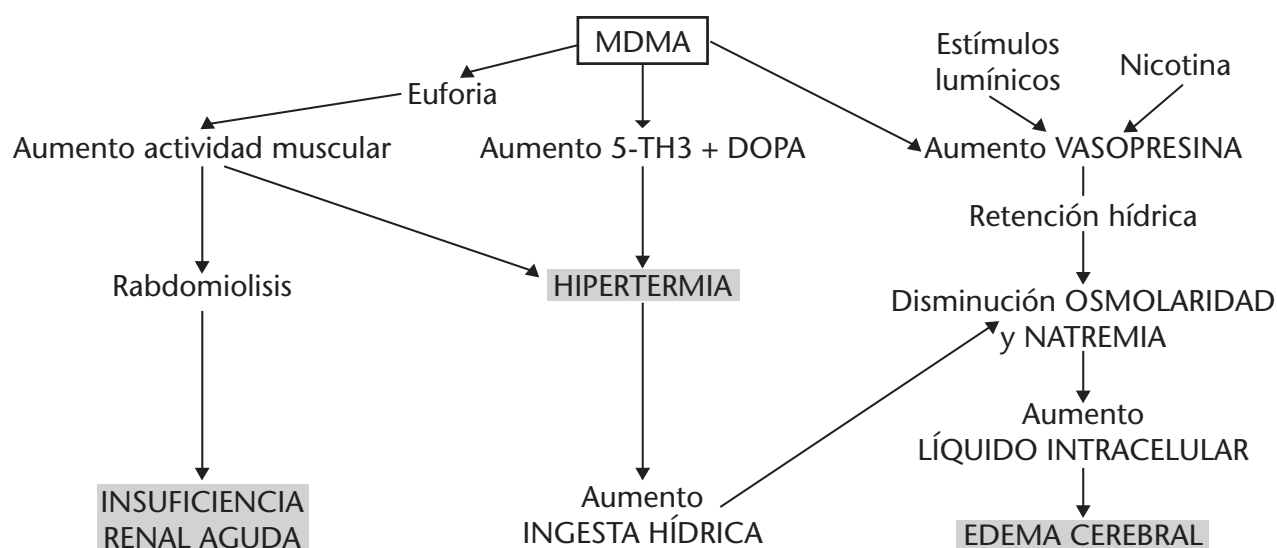 MDMA
Estímulos
lumínicos
Nicotina
Euforia
Aumento actividad muscular
Aumento 5-TH3 + DOPA
Aumento VASOPRESINA
Retención hídrica
Rabdomiolisis
HIPERTERMIA
Disminución OSMOLARIDAD
y NATREMIA
Aumento
LÍQUIDO INTRACELULAR
INSUFICIENCIA
RENAL AGUDA
Aumento
INGESTA HÍDRICA
EDEMA CEREBRAL